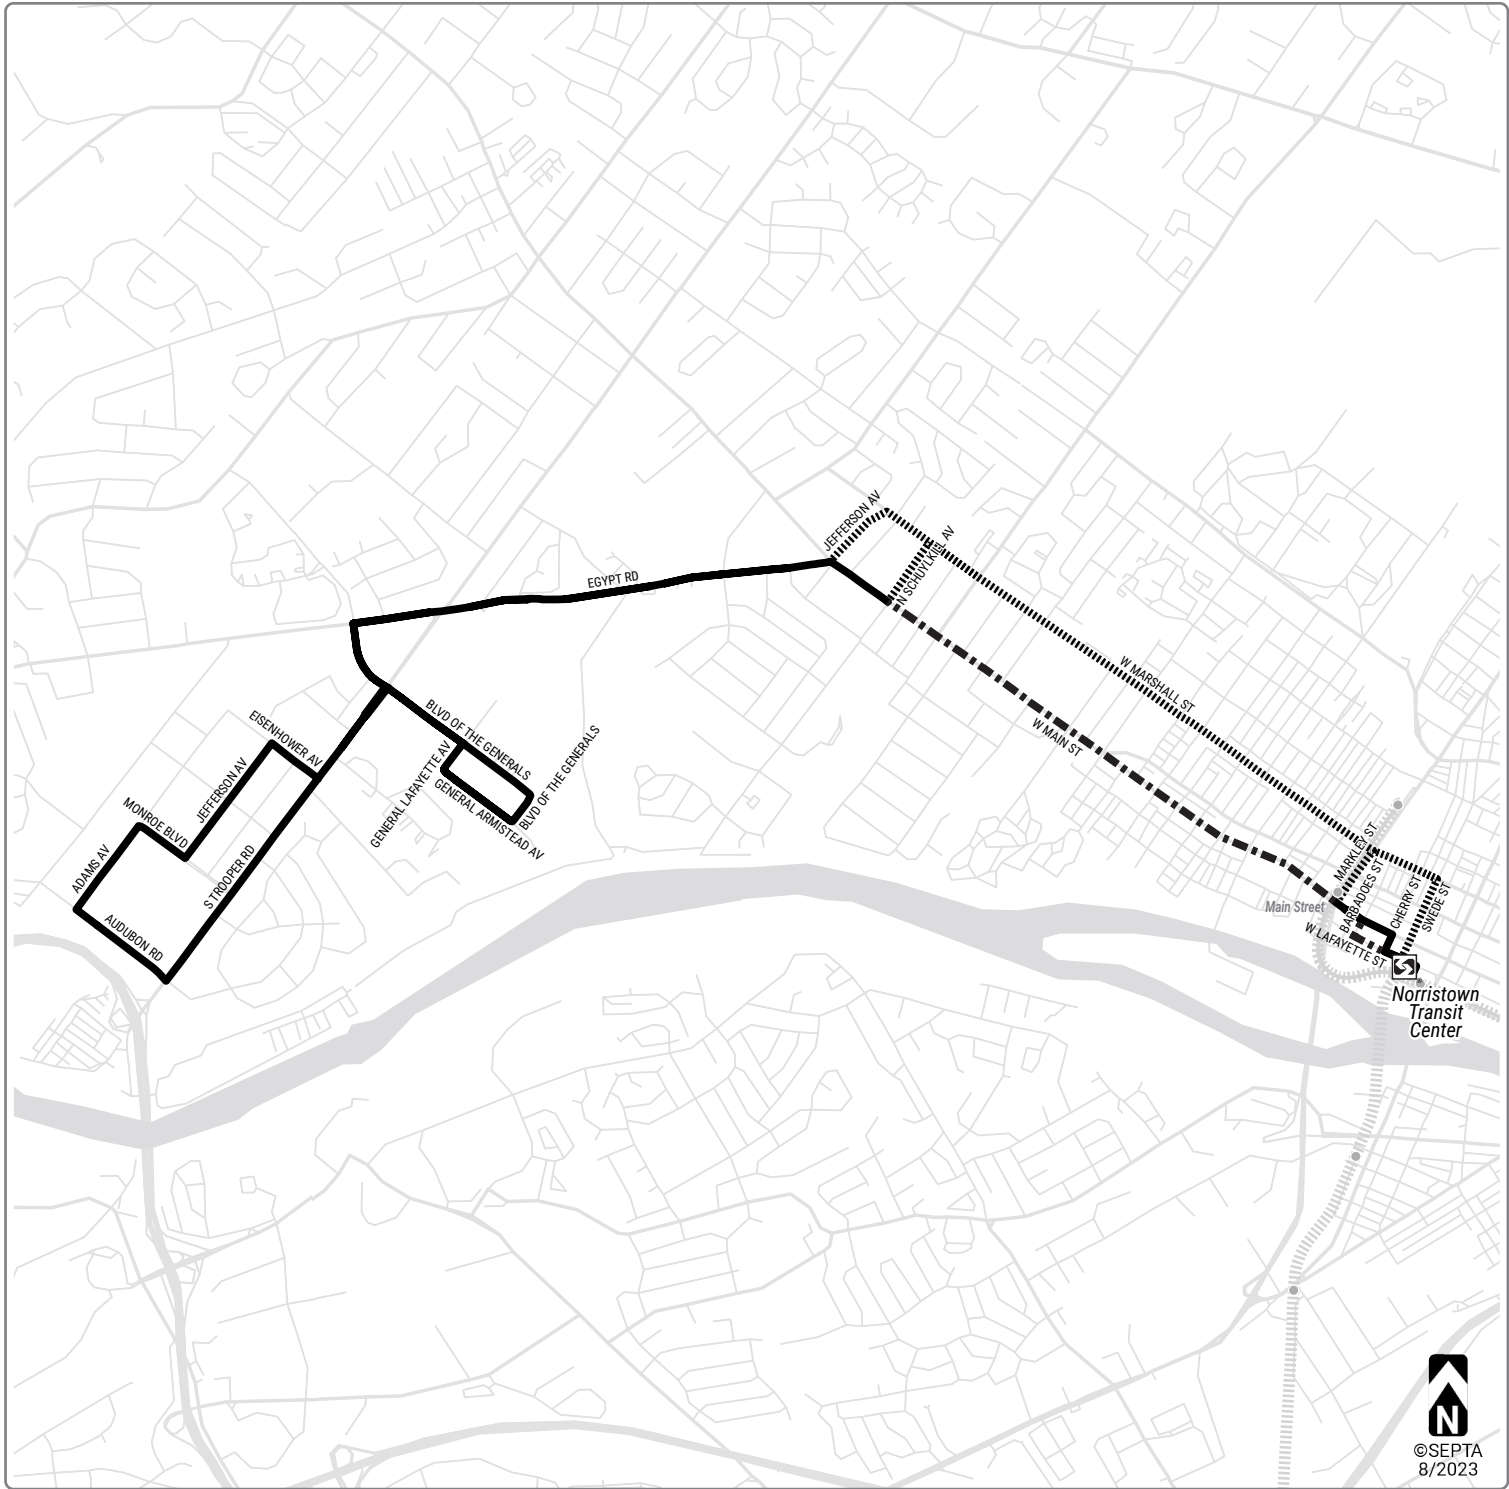 JEFFERSON AV
N SCHUYLKILL AV
EGYPT RD
W MARSHALL ST
W MAIN ST
BLVD OF THE GENERALS
BLVD OF THE GENERALS
GENERAL LAFAYETTE AV
GENERAL ARMISTEAD AV
EISENHOWER AV
JEFFERSON AV
MONROE BLVD
ADAMS AV
S TROOPER RD
AUDUBON RD
MARKLEY ST
BARBADOES ST
CHERRY ST
SWEDE ST
Main Street
W LAFAYETTE ST
Norristown
Transit
Center
N
©SEPTA
8/2023